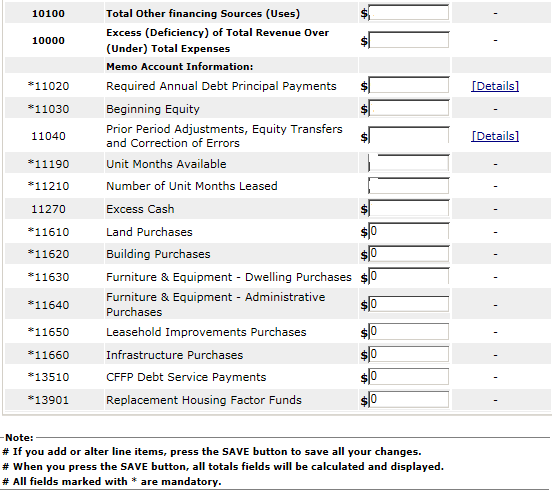 10100 Total Other financing Sources (Uses) $ -
10000 Excess (Deficiency) of Total Revenue Over
(Under) Total Expenses $ -
Memo Account Information:
*11020 Required Annual Debt Principal Payments $ [Details]
*11030 Beginning Equity $ -
11040 Prior Period Adjustments, Equity Transfers
and Correction of Errors $ [Details]
*11190 Unit Months Available -
*11210 Number of Unit Months Leased -
11270 Excess Cash $ -
*11610 Land Purchases $ 0 -
*11620 Building Purchases $ 0 -
*11630 Furniture & Equipment - Dwelling Purchases $ 0 -
*11640 Furniture & Equipment - Administrative
Purchases $ 0 -
*11650 Leasehold Improvements Purchases $ 0 -
*11660 Infrastructure Purchases $ 0 -
*13510 CFFP Debt Service Payments $ 0 -
*13901 Replacement Housing Factor Funds $ 0 -
Note:
# If you add or alter line items, press the SAVE button to save all your changes.
# When you press the SAVE button, all totals fields will be calculated and displayed.
# All fields marked with * are mandatory.